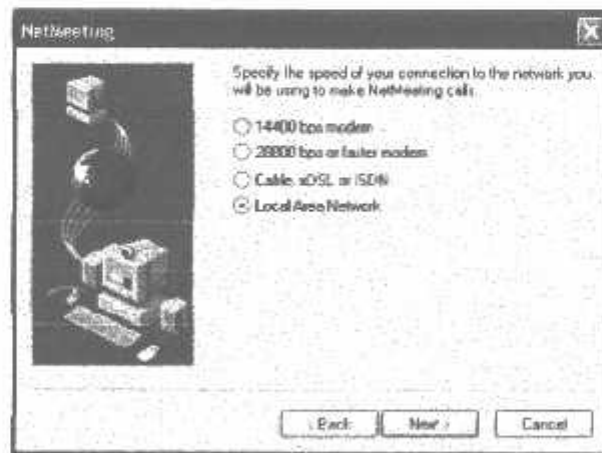 NetMeeting
Specify the speed of your connection to the network you
will be using to make NetMeeting calls.
14400 bps modem
28800 bps or faster modem
Cable, xDSL or ISDN
Local Area Network
< Back
Next >
Cancel